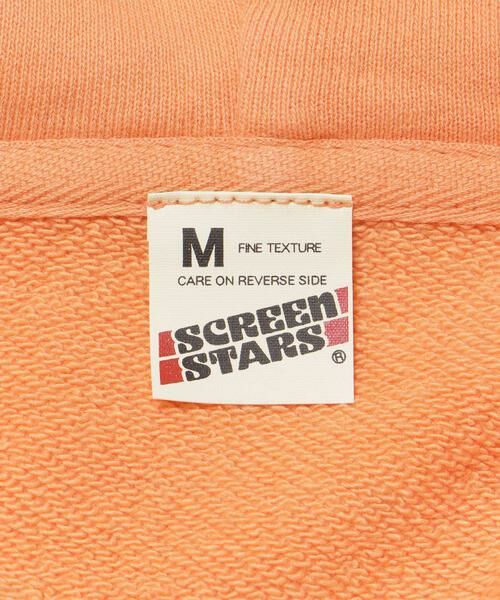 M FINE TEXTURE
CARE ON REVERSE SIDE
SCREEN
STARS ®